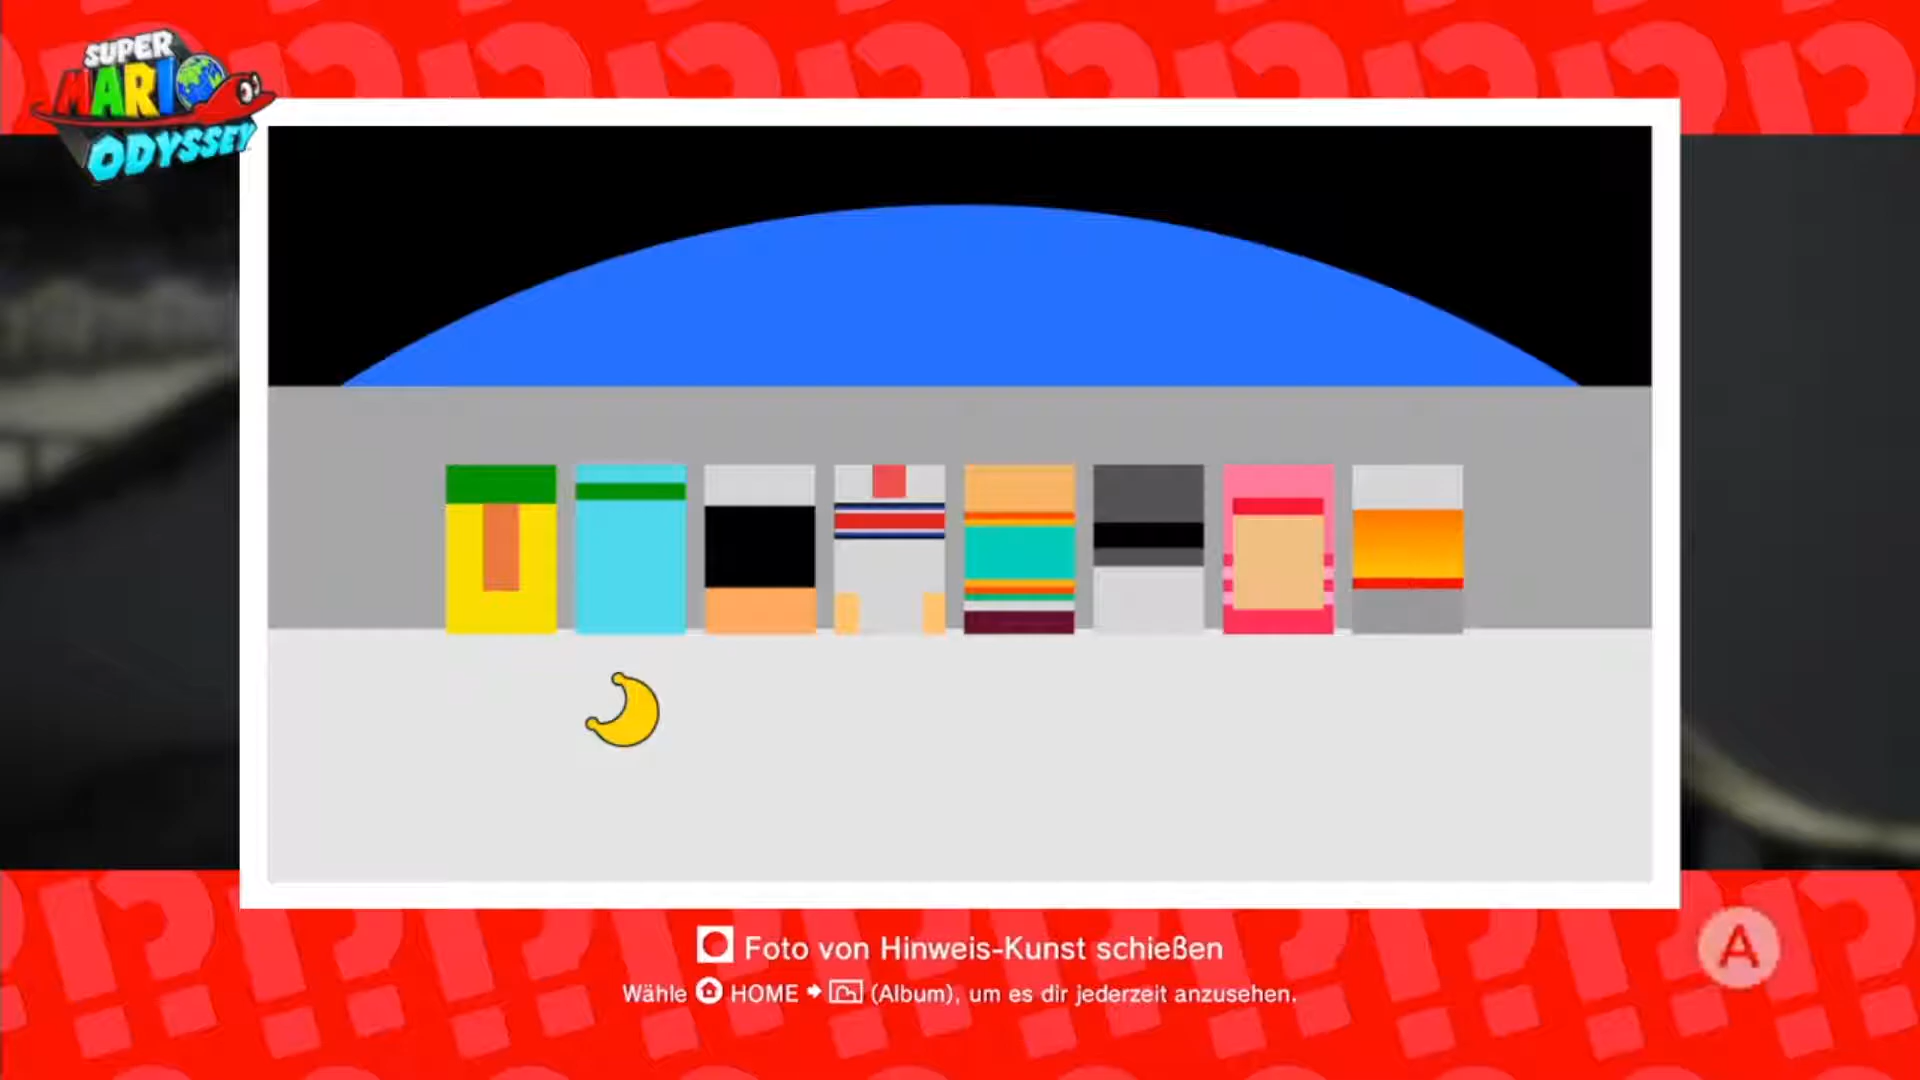 SUPER
MARIO
ODYSSEY
Foto von Hinweis-Kunst schießen
Wähle HOME → (Album), um es dir jederzeit anzusehen.
A